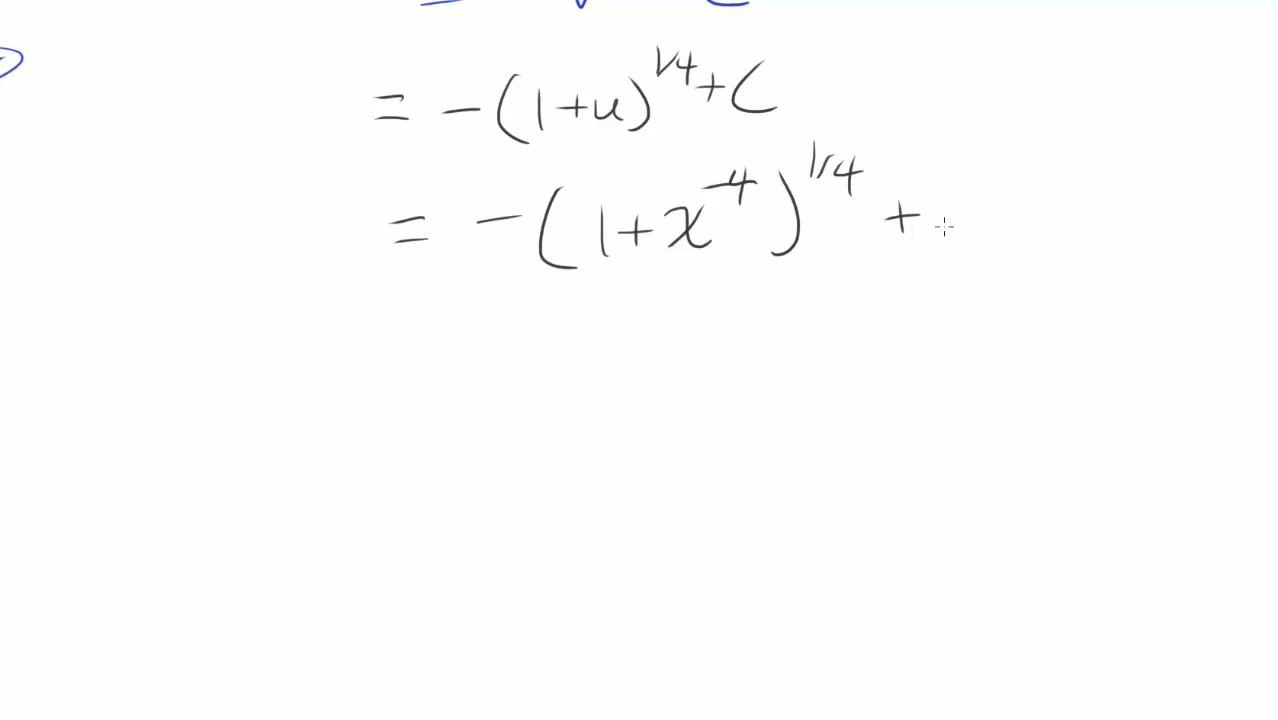 = -(1+u)^1/4 + C
= -(1+x^-4)^1/4 +